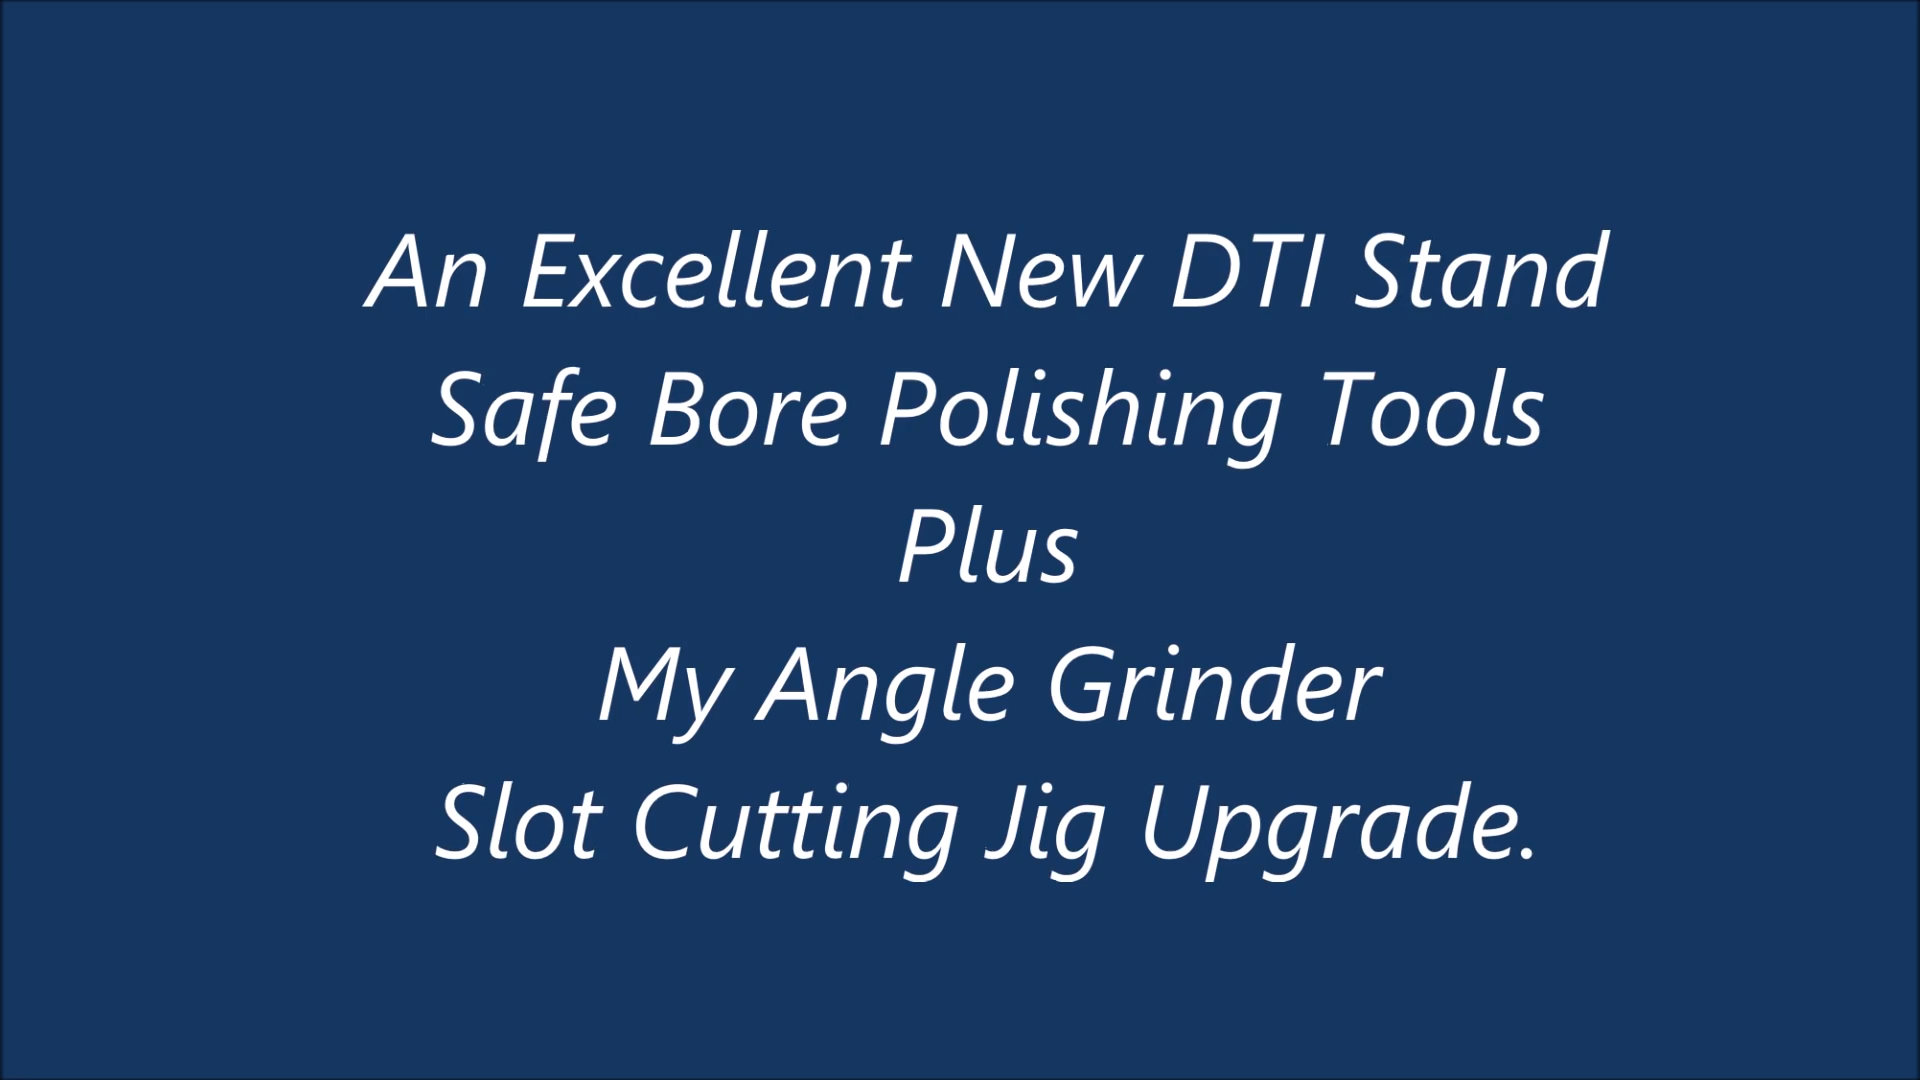 An Excellent New DTI Stand
Safe Bore Polishing Tools
Plus
My Angle Grinder
Slot Cutting Jig Upgrade.